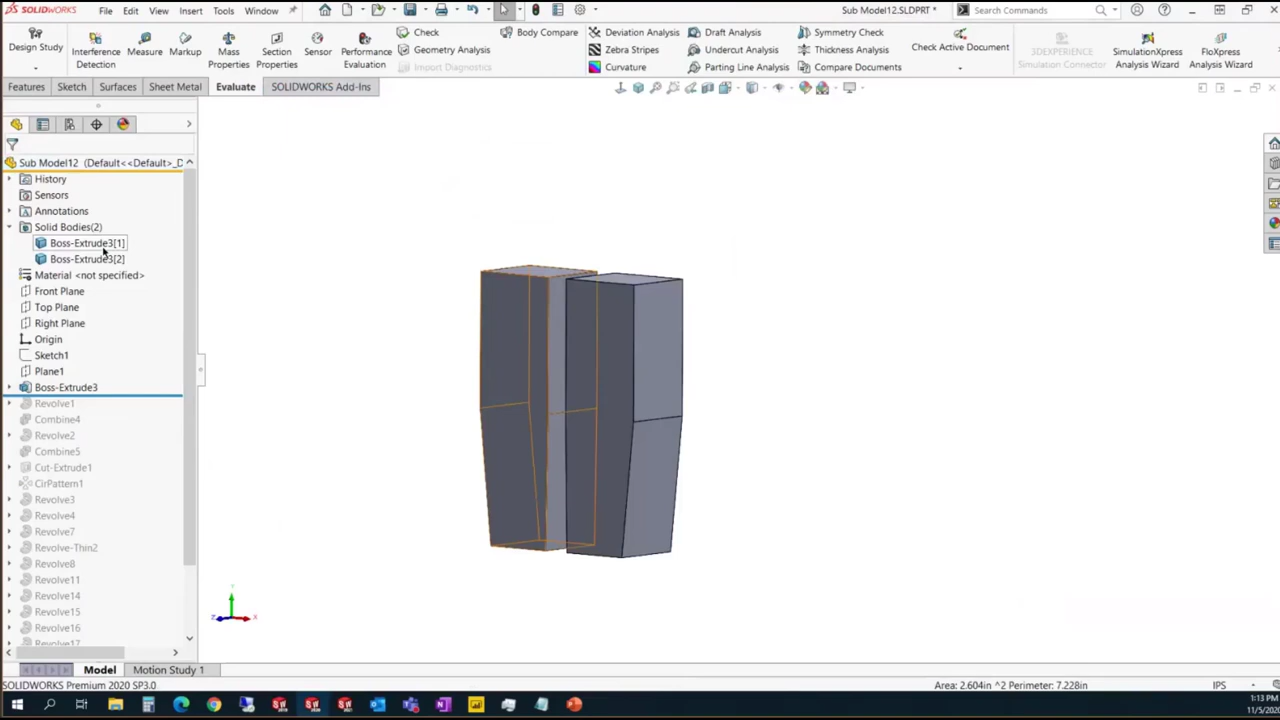 SOLIDWORKS File Edit View Insert Tools Window Sub Model12.SLDPRT * Search Commands
Design Study
Interference Detection
Measure
Markup
Mass Properties
Section Properties
Sensor
Performance Evaluation
Check
Geometry Analysis
Import Diagnostics
Body Compare
Deviation Analysis
Zebra Stripes
Curvature
Draft Analysis
Undercut Analysis
Parting Line Analysis
Symmetry Check
Thickness Analysis
Compare Documents
Check Active Document
3DEXPERIENCE Simulation Connector
SimulationXpress Analysis Wizard
FloXpress Analysis Wizard
Features Sketch Surfaces Sheet Metal Evaluate SOLIDWORKS Add-Ins
Sub Model12 (Default<<Default>_D
History
Sensors
Annotations
Solid Bodies(2)
Boss-Extrude3[1]
Boss-Extrude3[2]
Material <not specified>
Front Plane
Top Plane
Right Plane
Origin
Sketch1
Plane1
Boss-Extrude3
Revolve1
Combine4
Revolve2
Combine5
Cut-Extrude1
CirPattern1
Revolve3
Revolve4
Revolve7
Revolve-Thin2
Revolve8
Revolve11
Revolve14
Revolve15
Revolve16
Revolve17
Y
Z
X
Model Motion Study 1
SOLIDWORKS Premium 2020 SP3.0 Area: 2.604in ^2 Perimeter: 7.228in IPS
1:13 PM
11/5/2020